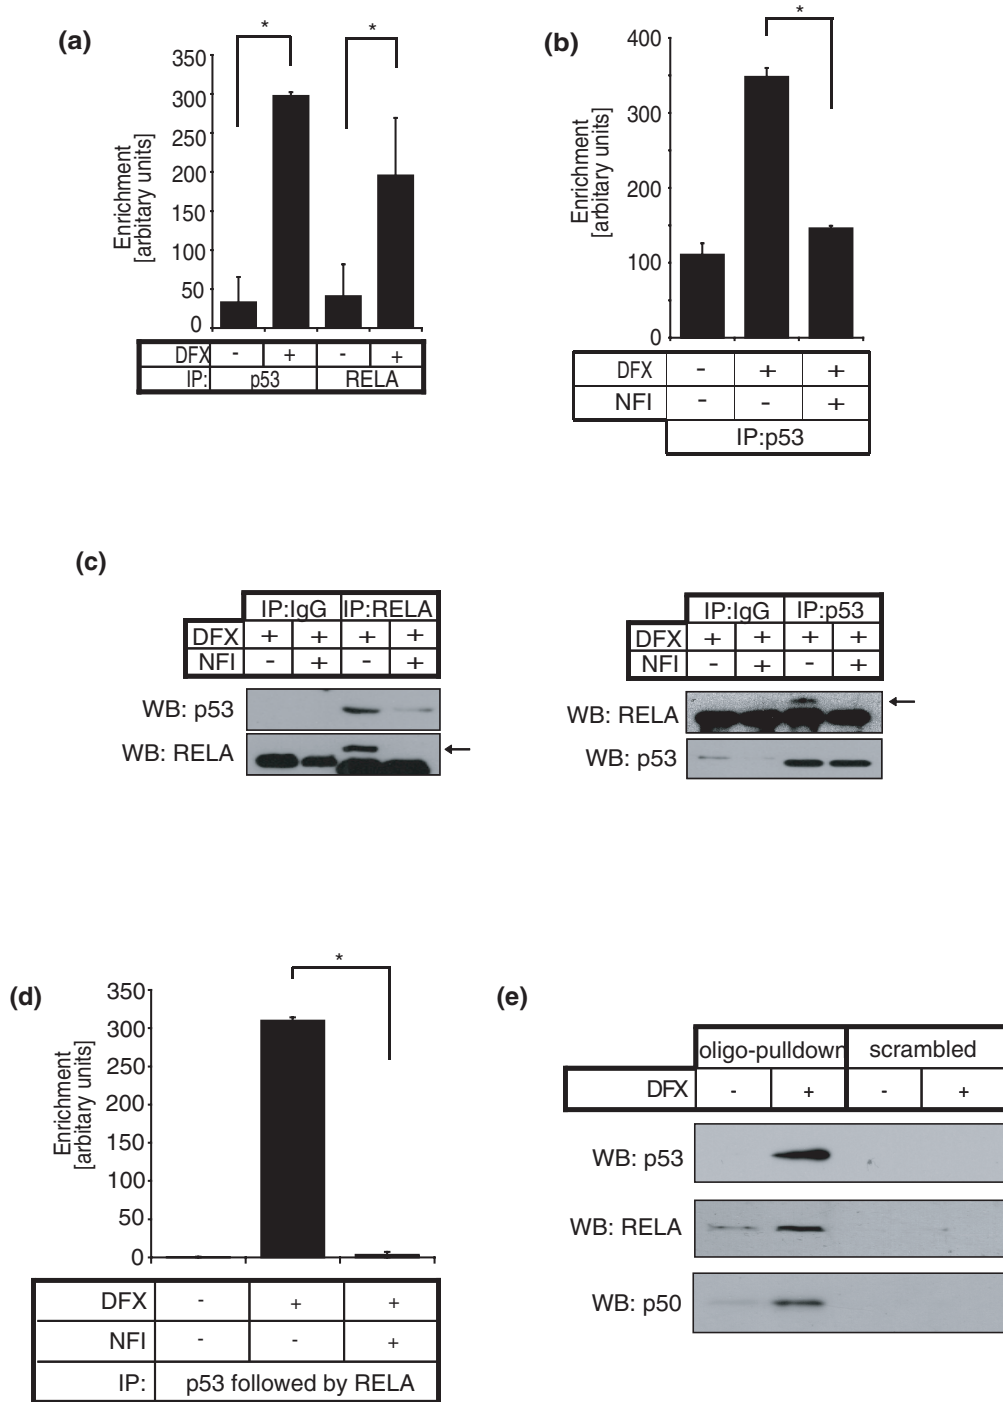 (a)
*
*
350
300
250
200
150
100
50
0
Enrichment
[arbitary units]
DFX - + - +
IP: p53 RELA
(b)
*
400
300
200
100
0
Enrichment
[arbitary units]
DFX - + +
NFI - - +
IP:p53
(c)
IP:IgG IP:RELA
DFX + + + +
NFI - + - +
WB: p53
WB: RELA
IP:IgG IP:p53
DFX + + + +
NFI - + - +
WB: RELA
WB: p53
(d)
*
350
300
250
200
150
100
50
0
Enrichment
[arbitary units]
DFX - + +
NFI - - +
IP: p53 followed by RELA
(e)
oligo-pulldown scrambled
DFX - + - +
WB: p53
WB: RELA
WB: p50